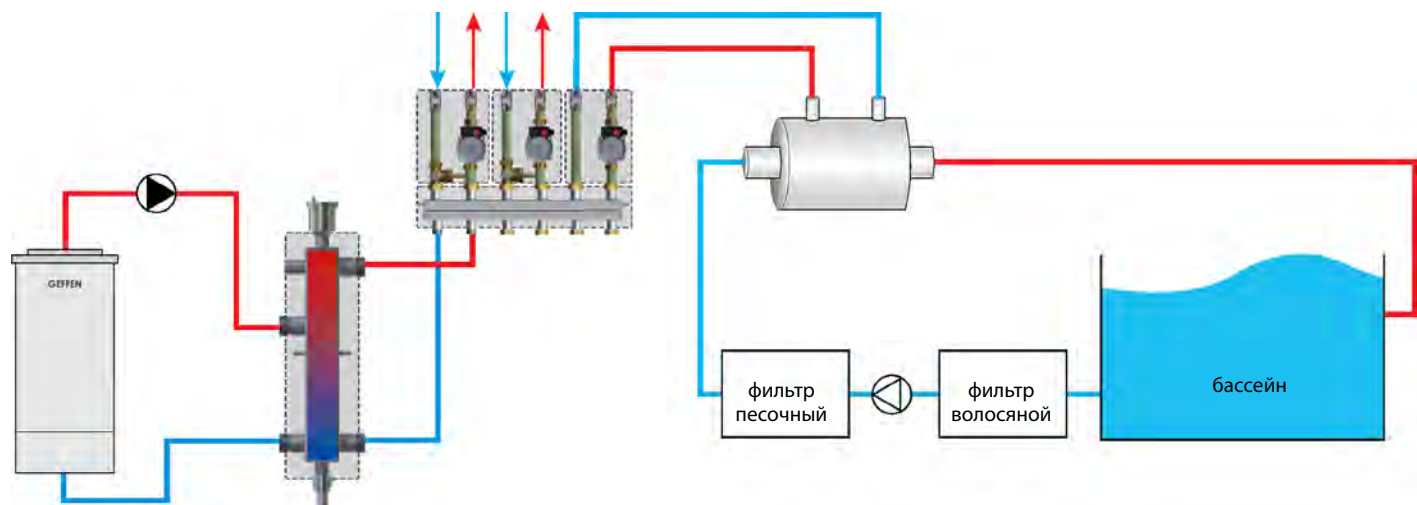 GEFFEN
фильтр
песочный
фильтр
волосяной
бассейн